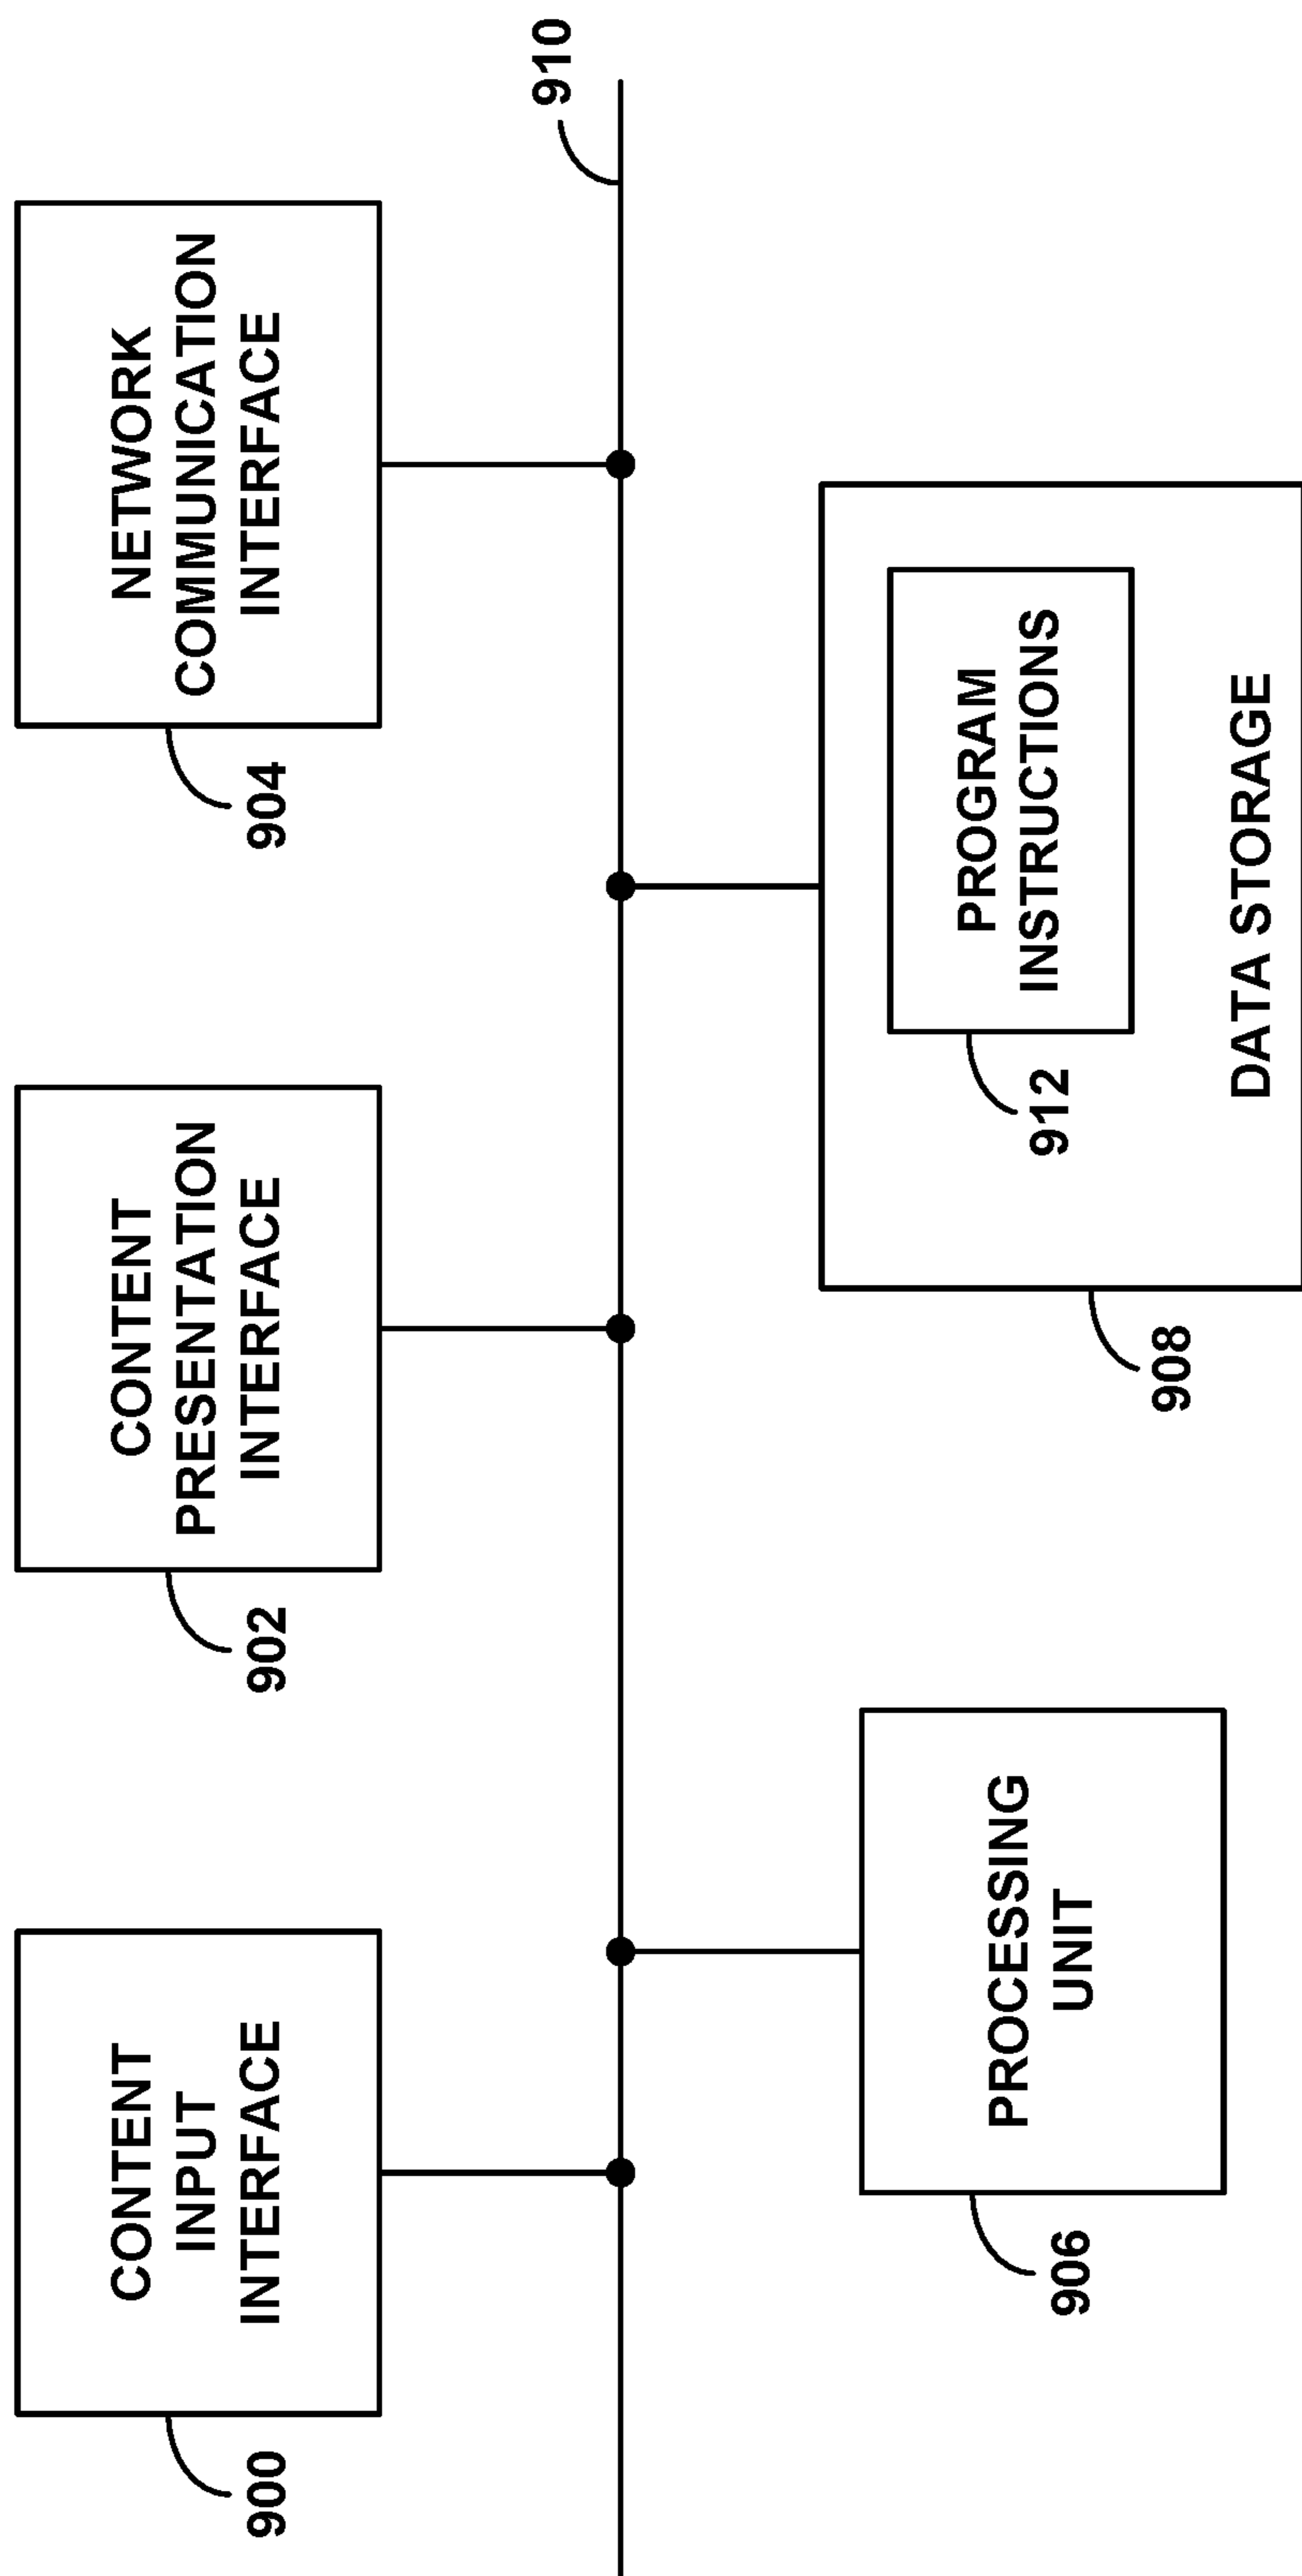 910
CONTENT
INPUT
INTERFACE
900
CONTENT
PRESENTATION
INTERFACE
902
NETWORK
COMMUNICATION
INTERFACE
904
PROCESSING
UNIT
906
PROGRAM
INSTRUCTIONS
912
DATA STORAGE
908